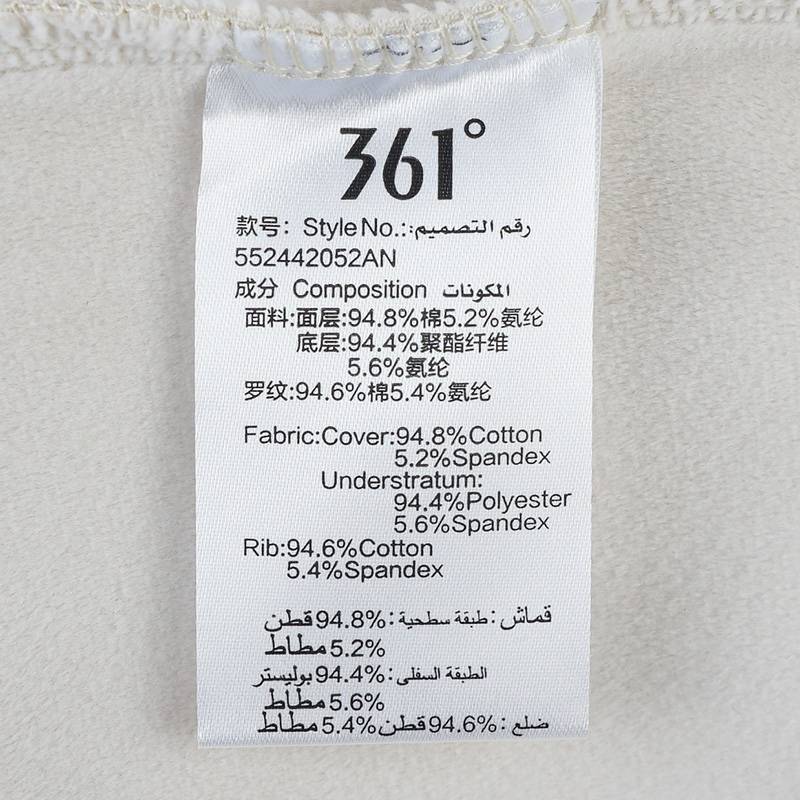 361°
款号: Style No.: رقم التصميم:
552442052AN
成分 Composition المكونات
面料:面层:94.8%棉5.2%氨纶
底层:94.4%聚酯纤维
5.6%氨纶
罗纹:94.6%棉5.4%氨纶
Fabric:Cover:94.8%Cotton
5.2%Spandex
Understratum:
94.4%Polyester
5.6%Spandex
Rib:94.6%Cotton
5.4%Spandex
قماش: طبقة سطحية: 94.8% قطن
5.2% مطاط
الطبقة السفلى: 94.4% بوليستر
5.6% مطاط
ضلع: 94.6% قطن 5.4% مطاط